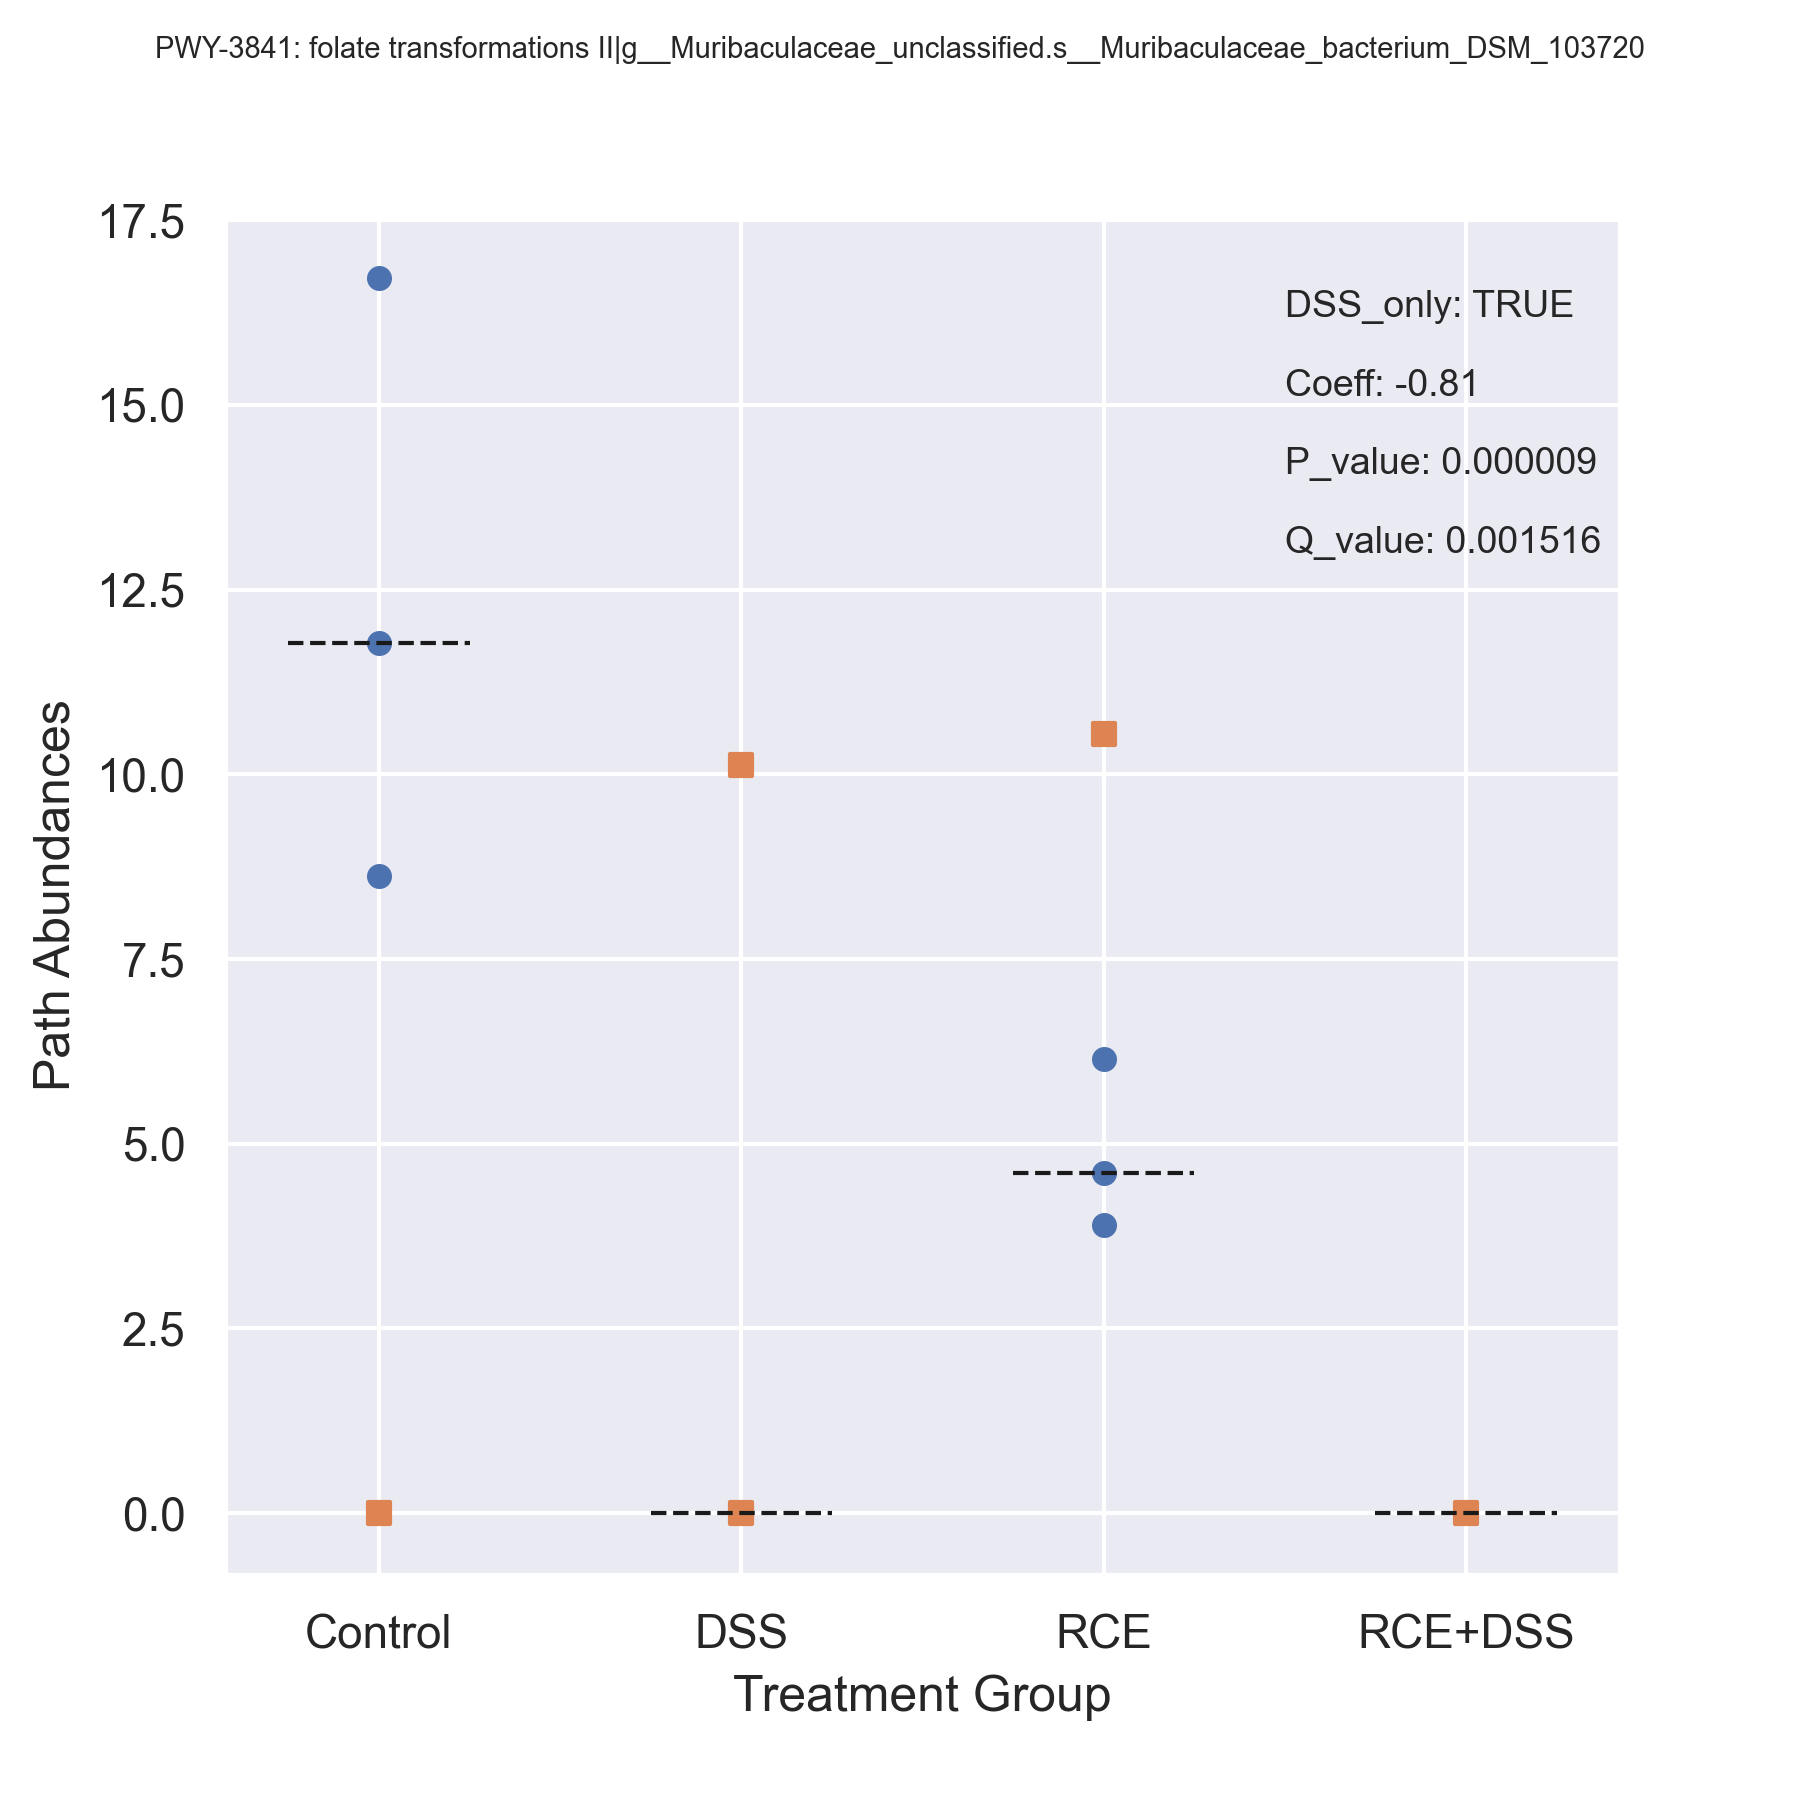 PWY-3841: folate transformations II|g__Muribaculaceae_unclassified.s__Muribaculaceae_bacterium_DSM_103720
17.5
15.0
12.5
10.0
7.5
5.0
2.5
0.0
Path Abundances
DSS_only: TRUE
Coeff: -0.81
P_value: 0.000009
Q_value: 0.001516
Control
DSS
RCE
RCE+DSS
Treatment Group